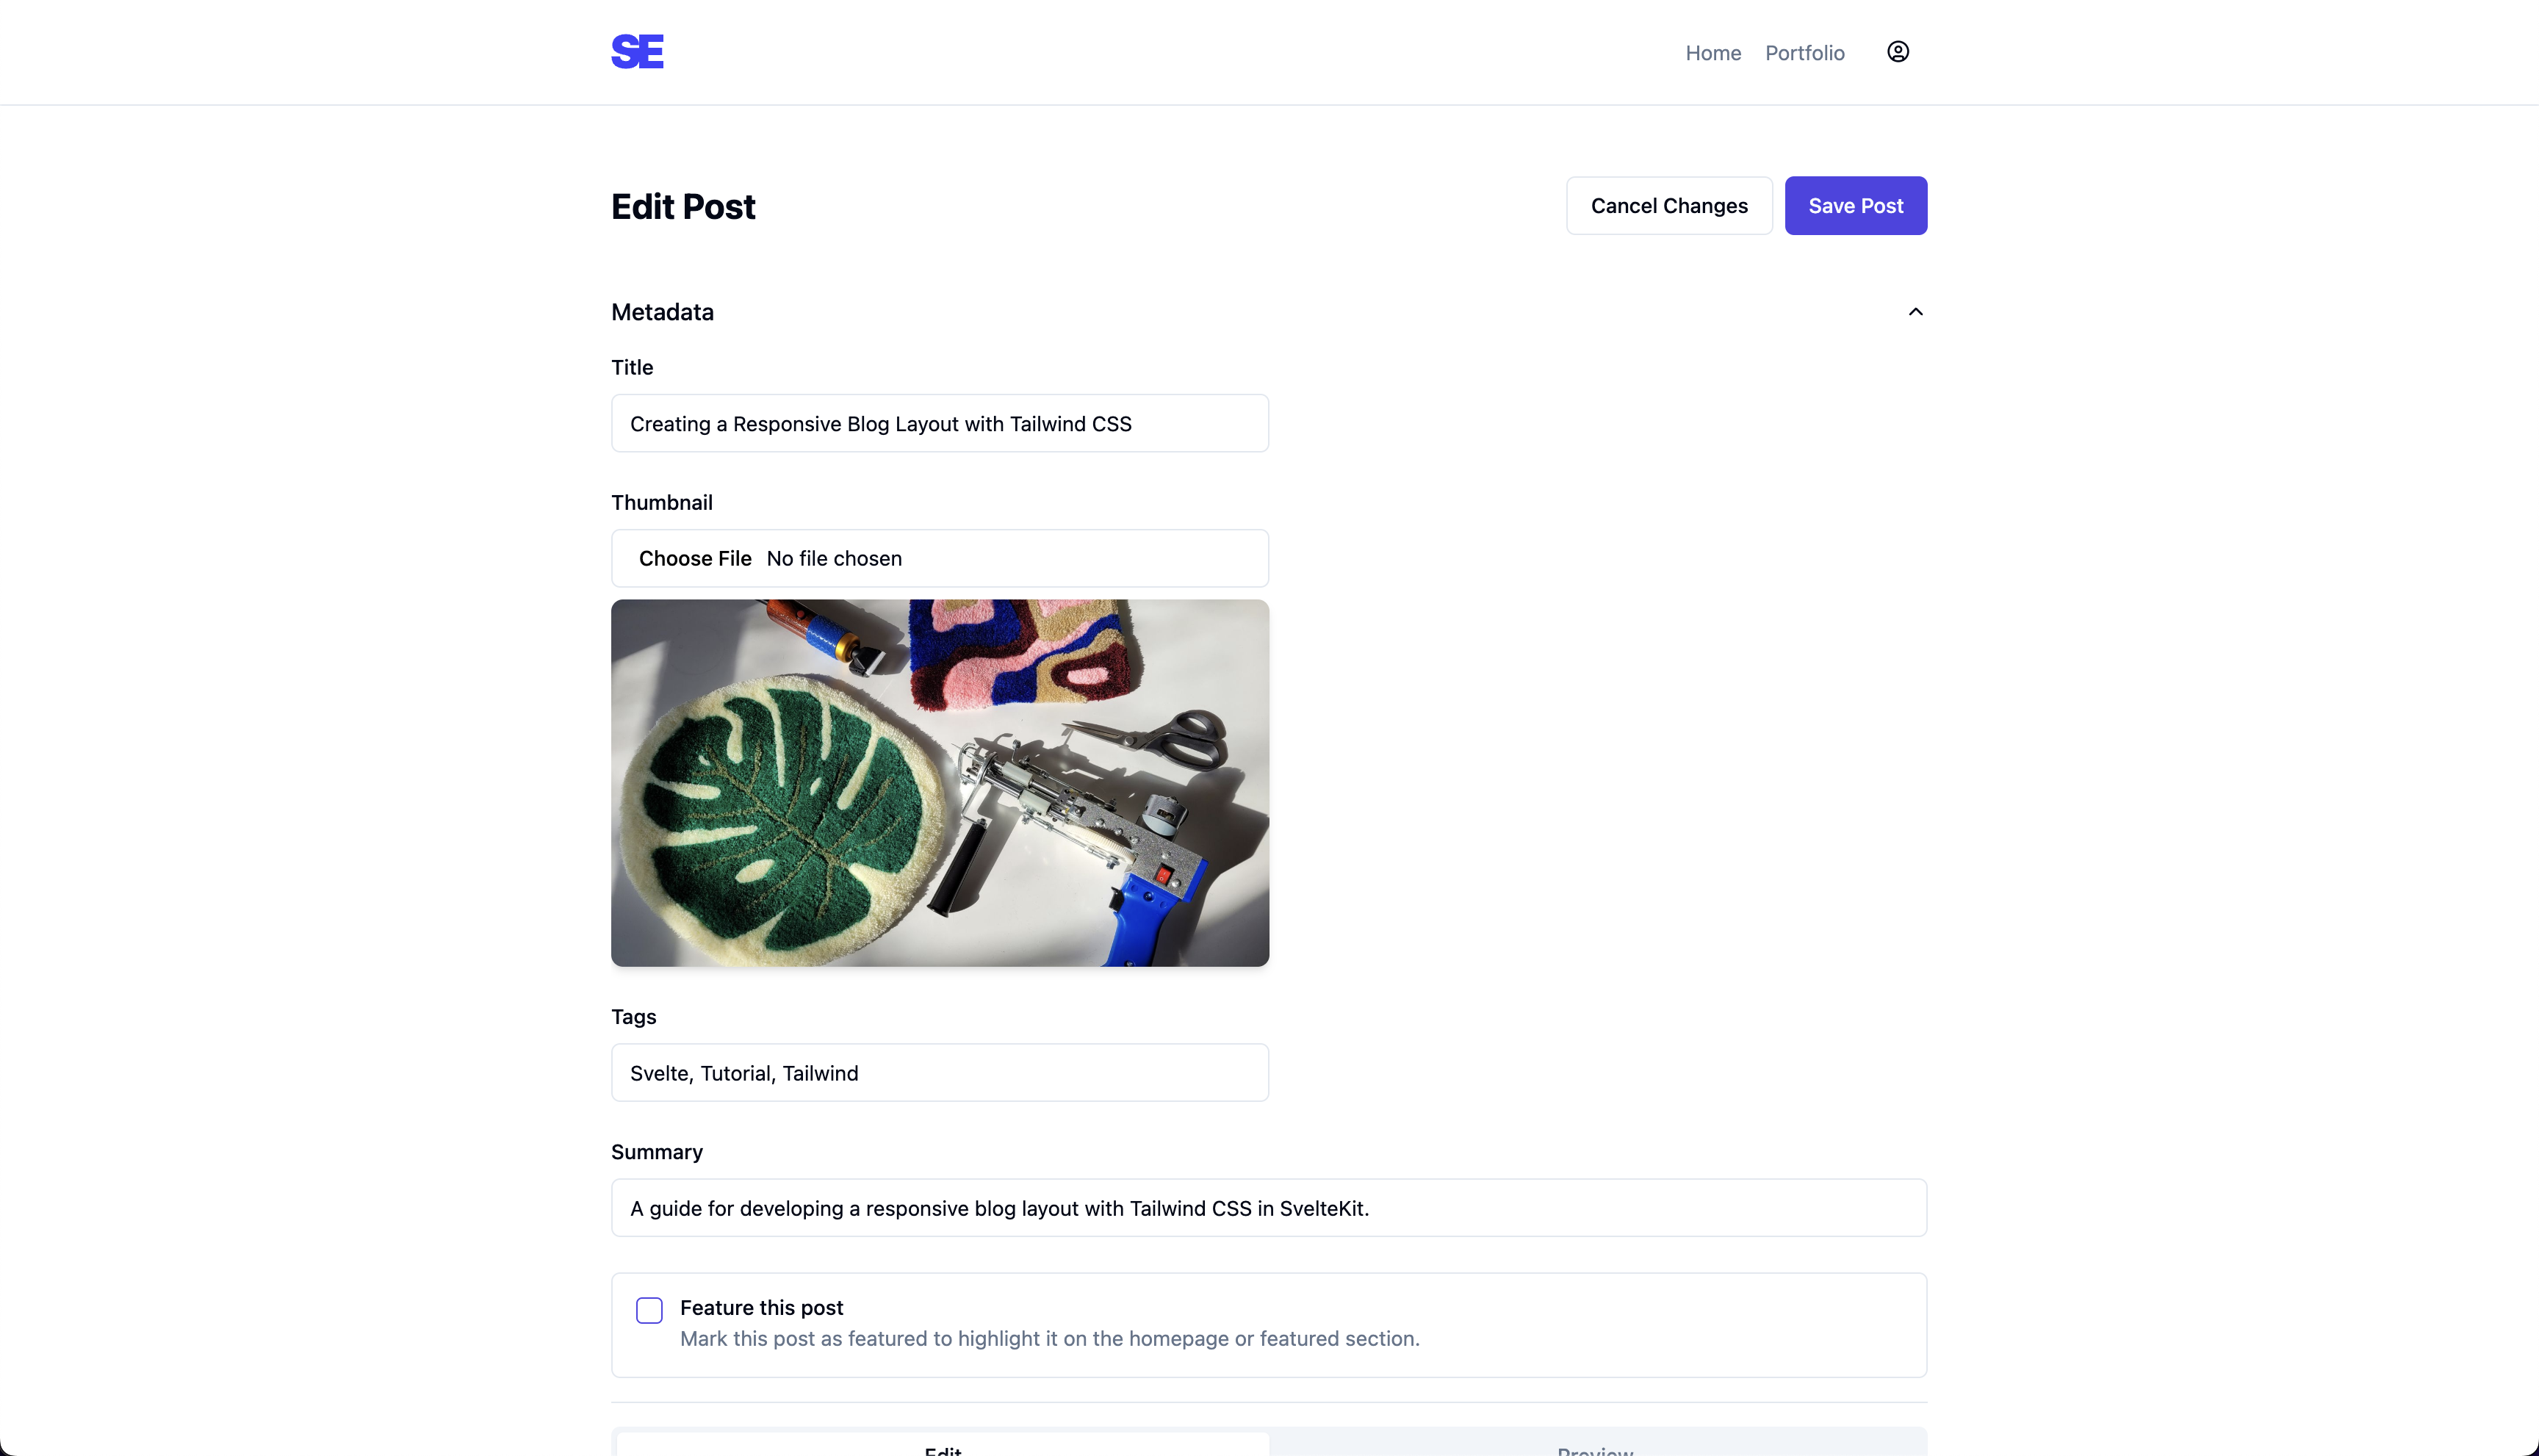 SE
Home Portfolio
Edit Post
Cancel Changes Save Post
Metadata
Title
Creating a Responsive Blog Layout with Tailwind CSS
Thumbnail
Choose File No file chosen
Tags
Svelte, Tutorial, Tailwind
Summary
A guide for developing a responsive blog layout with Tailwind CSS in SvelteKit.
Feature this post
Mark this post as featured to highlight it on the homepage or featured section.
Edit Preview